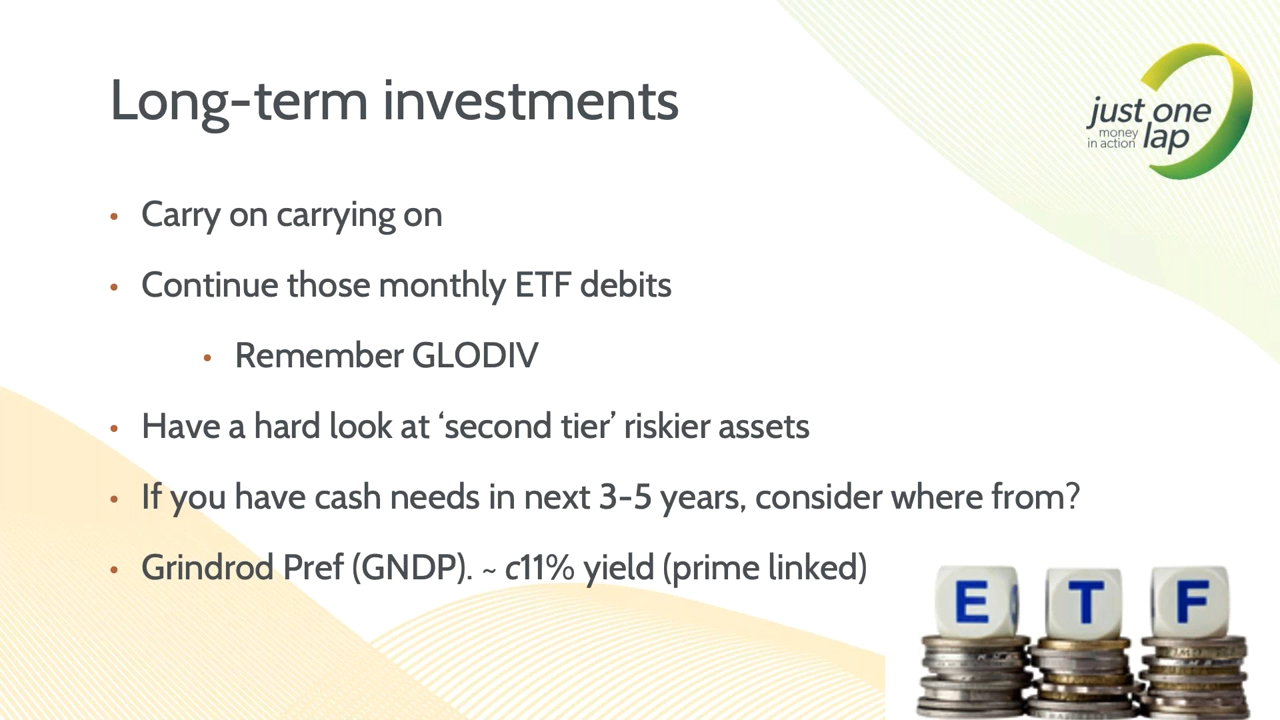 Long-term investments
just one
money
in action
lap
• Carry on carrying on
• Continue those monthly ETF debits
• Remember GLODIV
• Have a hard look at ‘second tier’ riskier assets
• If you have cash needs in next 3-5 years, consider where from?
• Grindrod Pref (GNDP). ~ c11% yield (prime linked)
E T F